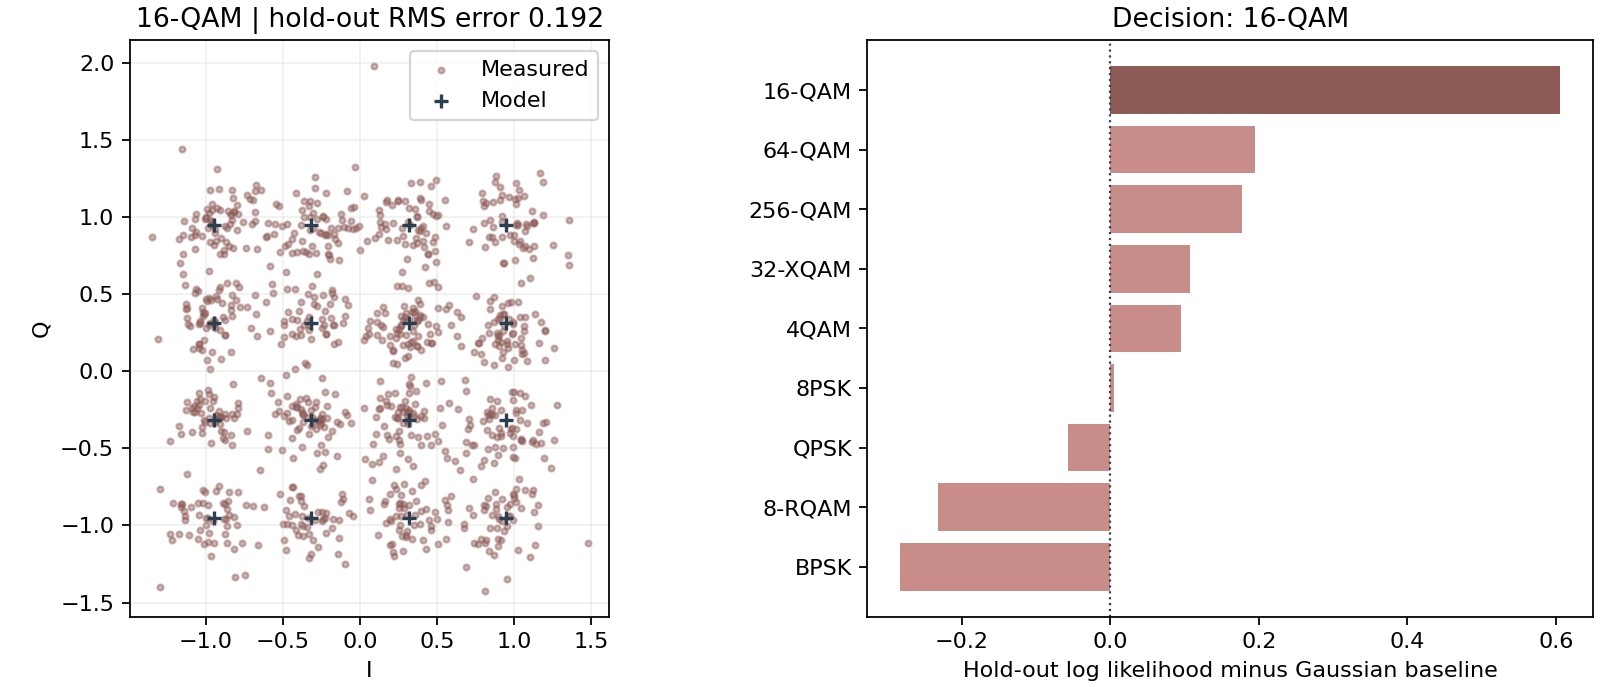 16-QAM | hold-out RMS error 0.192
Measured
Model
2.0
1.5
1.0
0.5
0.0
−0.5
−1.0
−1.5
Q
−1.0 −0.5 0.0 0.5 1.0 1.5
I
Decision: 16-QAM
16-QAM
64-QAM
256-QAM
32-XQAM
4QAM
8PSK
QPSK
8-RQAM
BPSK
−0.2 0.0 0.2 0.4 0.6
Hold-out log likelihood minus Gaussian baseline